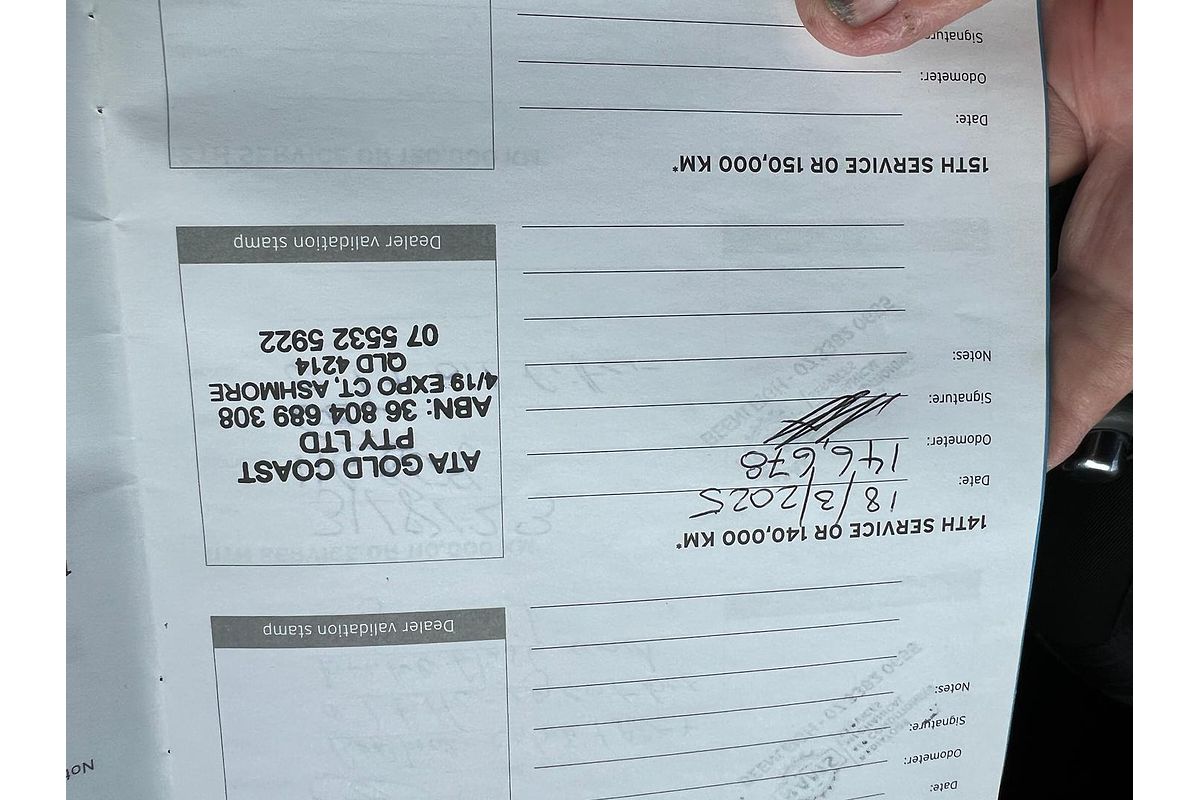 Date:
Odometer:
Signature:
Notes:
Dealer validation stamp
14TH SERVICE OR 140,000 KM*
Date: 18/3/2025
Odometer: 146,678
Signature:
Notes:
ATA GOLD COAST
PTY LTD
ABN: 36 804 689 308
4/19 EXPO CT, ASHMORE
QLD 4214
07 5532 5922
Dealer validation stamp
15TH SERVICE OR 150,000 KM*
Date:
Odometer:
Signature